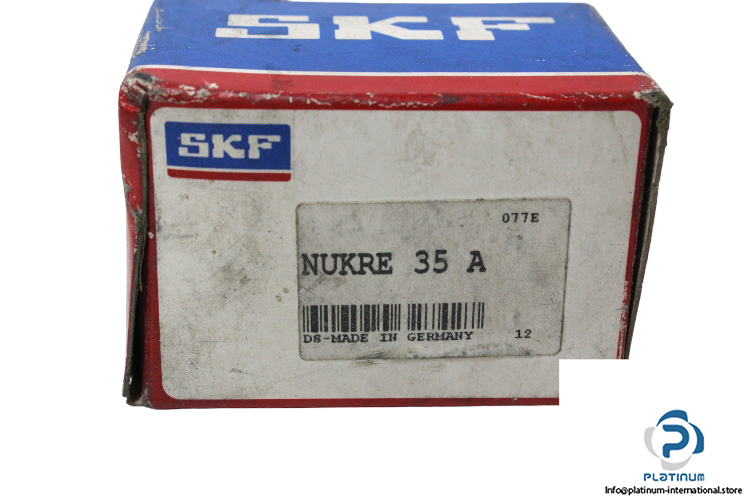 SKF
SKF
077E
NUKRE 35 A
DS-MADE IN GERMANY 12
PLATINUM
Info@platinum-international.store